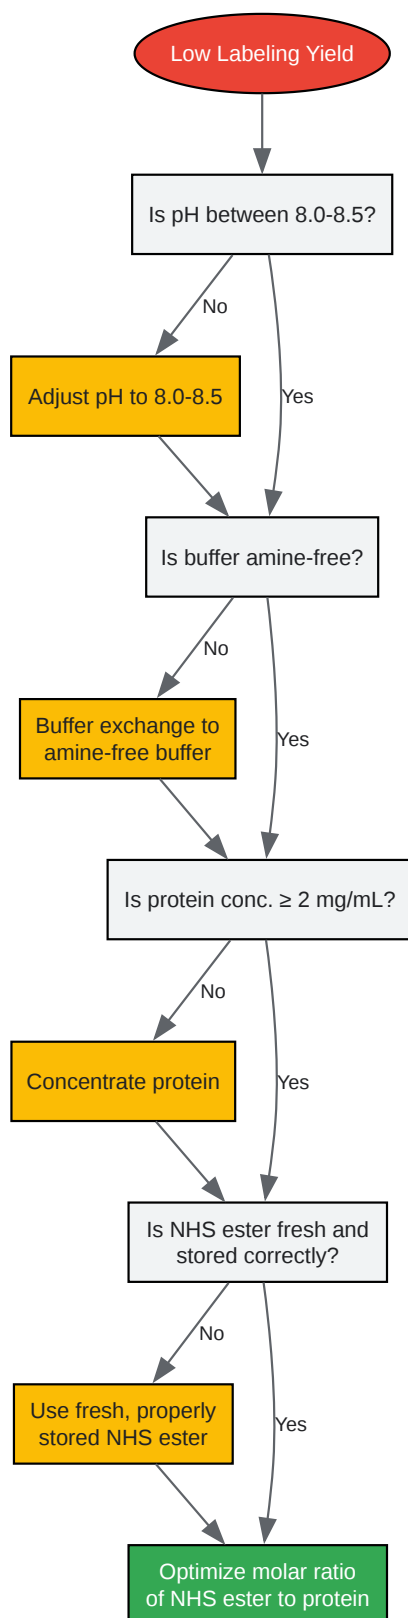 Low Labeling Yield
Is pH between 8.0-8.5?
No
Adjust pH to 8.0-8.5
Yes
Is buffer amine-free?
No
Buffer exchange to
amine-free buffer
Yes
Is protein conc. ≥ 2 mg/mL?
No
Concentrate protein
Yes
Is NHS ester fresh and
stored correctly?
No
Use fresh, properly
stored NHS ester
Yes
Optimize molar ratio
of NHS ester to protein